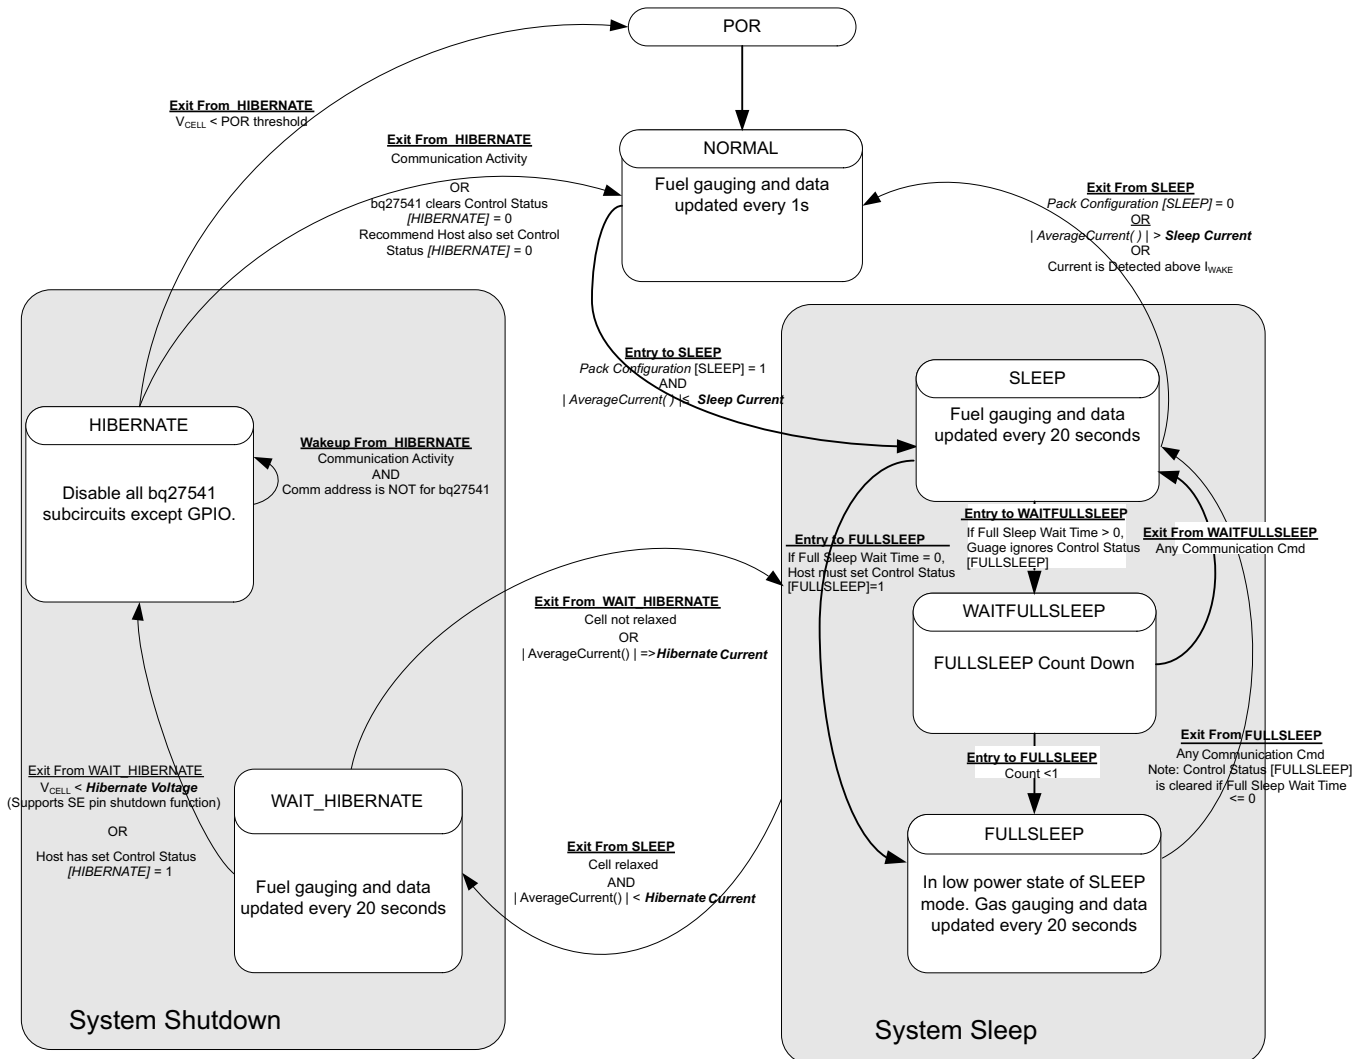 POR
Exit From HIBERNATE
VCELL < POR threshold
Exit From HIBERNATE
Communication Activity
OR
bq27541 clears Control Status
[HIBERNATE] = 0
Recommend Host also set Control
Status [HIBERNATE] = 0
NORMAL
Fuel gauging and data
updated every 1s
Exit From SLEEP
Pack Configuration [SLEEP] = 0
OR
| AverageCurrent( ) | > Sleep Current
OR
Current is Detected above IWAKE
Entry to SLEEP
Pack Configuration [SLEEP] = 1
AND
| AverageCurrent( ) |≤ Sleep Current
HIBERNATE
Disable all bq27541
subcircuits except GPIO.
Wakeup From HIBERNATE
Communication Activity
AND
Comm address is NOT for bq27541
SLEEP
Fuel gauging and data
updated every 20 seconds
Entry to FULLSLEEP
If Full Sleep Wait Time = 0,
Host must set Control Status
[FULLSLEEP]=1
Entry to WAITFULLSLEEP
If Full Sleep Wait Time > 0,
Guage ignores Control Status
[FULLSLEEP]
Exit From WAITFULLSLEEP
Any Communication Cmd
WAITFULLSLEEP
FULLSLEEP Count Down
Exit From WAIT_HIBERNATE
Cell not relaxed
OR
| AverageCurrent() | => Hibernate Current
Entry to FULLSLEEP
Count <1
Exit From FULLSLEEP
Any Communication Cmd
Note: Control Status [FULLSLEEP]
is cleared if Full Sleep Wait Time
<= 0
Exit From WAIT_HIBERNATE
VCELL < Hibernate Voltage
(Supports SE pin shutdown function)
OR
Host has set Control Status
[HIBERNATE] = 1
WAIT_HIBERNATE
Fuel gauging and data
updated every 20 seconds
Exit From SLEEP
Cell relaxed
AND
| AverageCurrent() | < Hibernate Current
FULLSLEEP
In low power state of SLEEP
mode. Gas gauging and data
updated every 20 seconds
System Shutdown
System Sleep